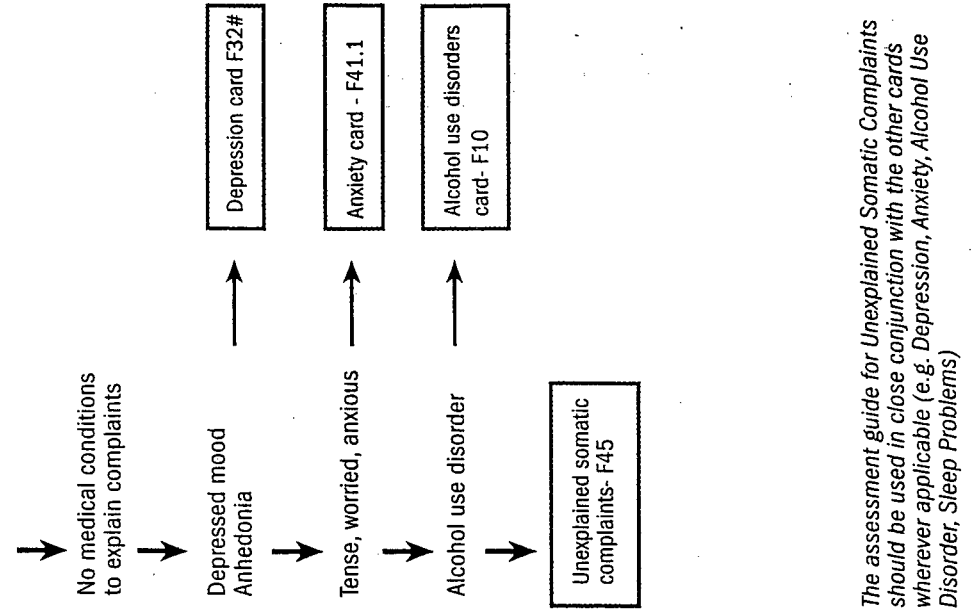 No medical conditions
to explain complaints
Depressed mood
Anhedonia
Depression card F32#
Tense, worried, anxious
Anxiety card - F41.1
Alcohol use disorder
Alcohol use disorders
card- F10
Unexplained somatic
complaints- F45
The assessment guide for Unexplained Somatic Complaints
should be used in close conjunction with the other cards
wherever applicable (e.g. Depression, Anxiety, Alcohol Use
Disorder, Sleep Problems)